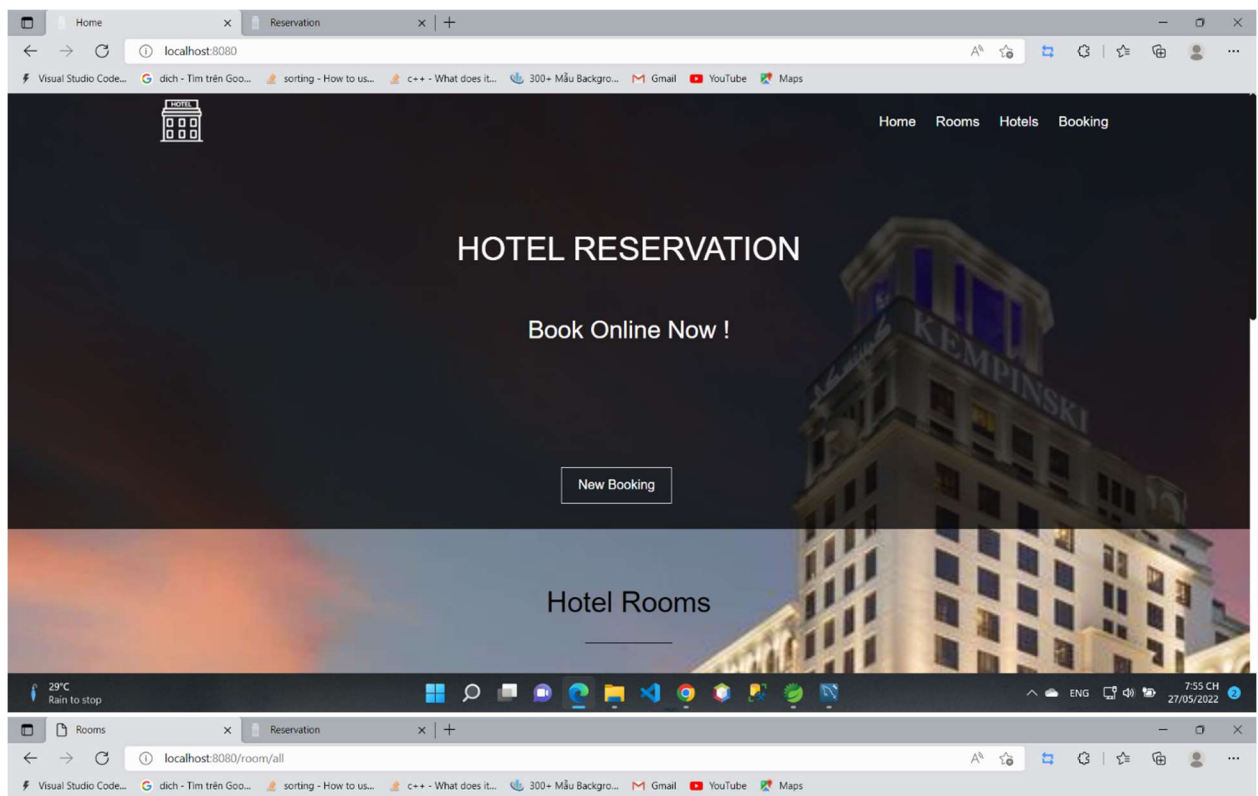 Home
Reservation
localhost:8080
Visual Studio Code...
dich - Tìm trên Goo...
sorting - How to us...
c++ - What does it...
300+ Mẫu Backgro...
Gmail
YouTube
Maps
HOTEL
Home
Rooms
Hotels
Booking
HOTEL RESERVATION
Book Online Now !
KEMPINSKI
New Booking
Hotel Rooms
29°C
Rain to stop
ENG
7:55 CH
27/05/2022
2
Rooms
Reservation
localhost:8080/room/all
Visual Studio Code...
dich - Tìm trên Goo...
sorting - How to us...
c++ - What does it...
300+ Mẫu Backgro...
Gmail
YouTube
Maps